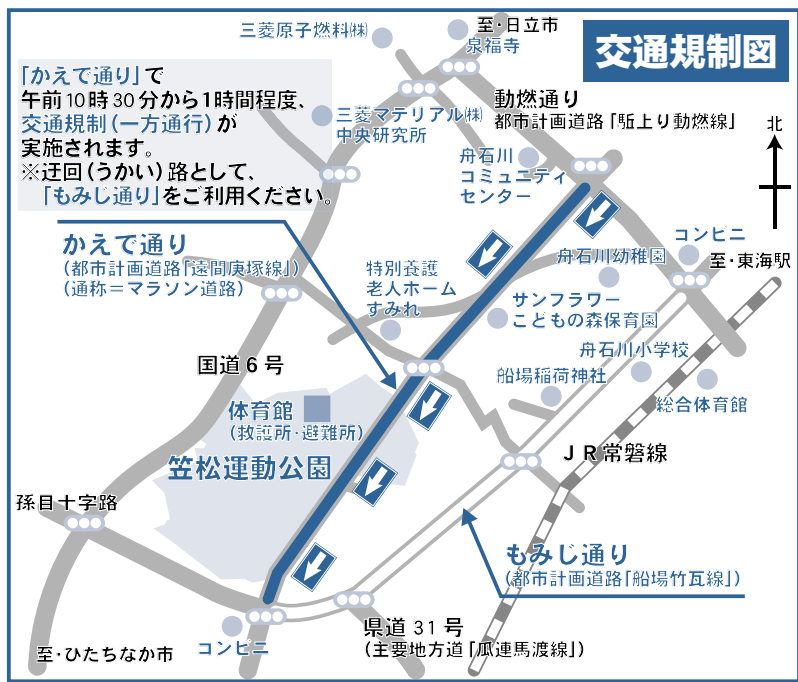 三菱原子燃料㈱
至・日立市
泉福寺
交通規制図
「かえで通り」で
午前10時30分から1時間程度、
交通規制（一方通行）が
実施されます。
※迂回（うかい）路として、
「もみじ通り」をご利用ください。
三菱マテリアル㈱
中央研究所
動燃通り
都市計画道路「駈上り動燃線」
北
舟石川
コミュニティ
センター
コンビニ
至・東海駅
かえで通り
（都市計画道路「遠間庚塚線」）
（通称＝マラソン道路）
特別養護
老人ホーム
すみれ
舟石川幼稚園
サンフラワー
こどもの森保育園
舟石川小学校
国道6号
船場稲荷神社
総合体育館
体育館
（救護所・避難所）
笠松運動公園
ＪＲ常磐線
孫目十字路
もみじ通り
（都市計画道路「船場竹瓦線」）
県道31号
（主要地方道「瓜連馬渡線」）
コンビニ
至・ひたちなか市